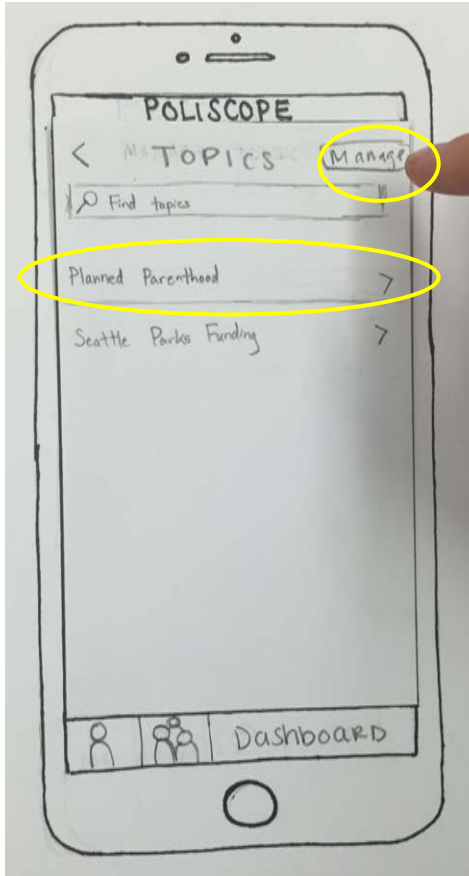 POLISCOPE
< TOPICS Manage
Find topics
Planned Parenthood >
Seattle Parks Funding >
Dashboard